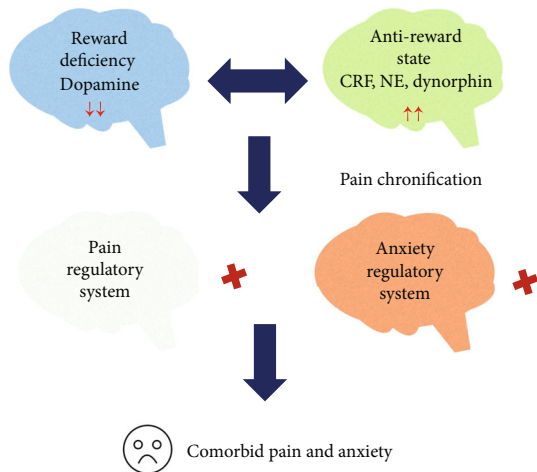 Reward
deficiency
Dopamine
↓↓
Anti-reward
state
CRF, NE, dynorphin
↑↑
Pain chronification
Pain
regulatory
system
Anxiety
regulatory
system
Comorbid pain and anxiety